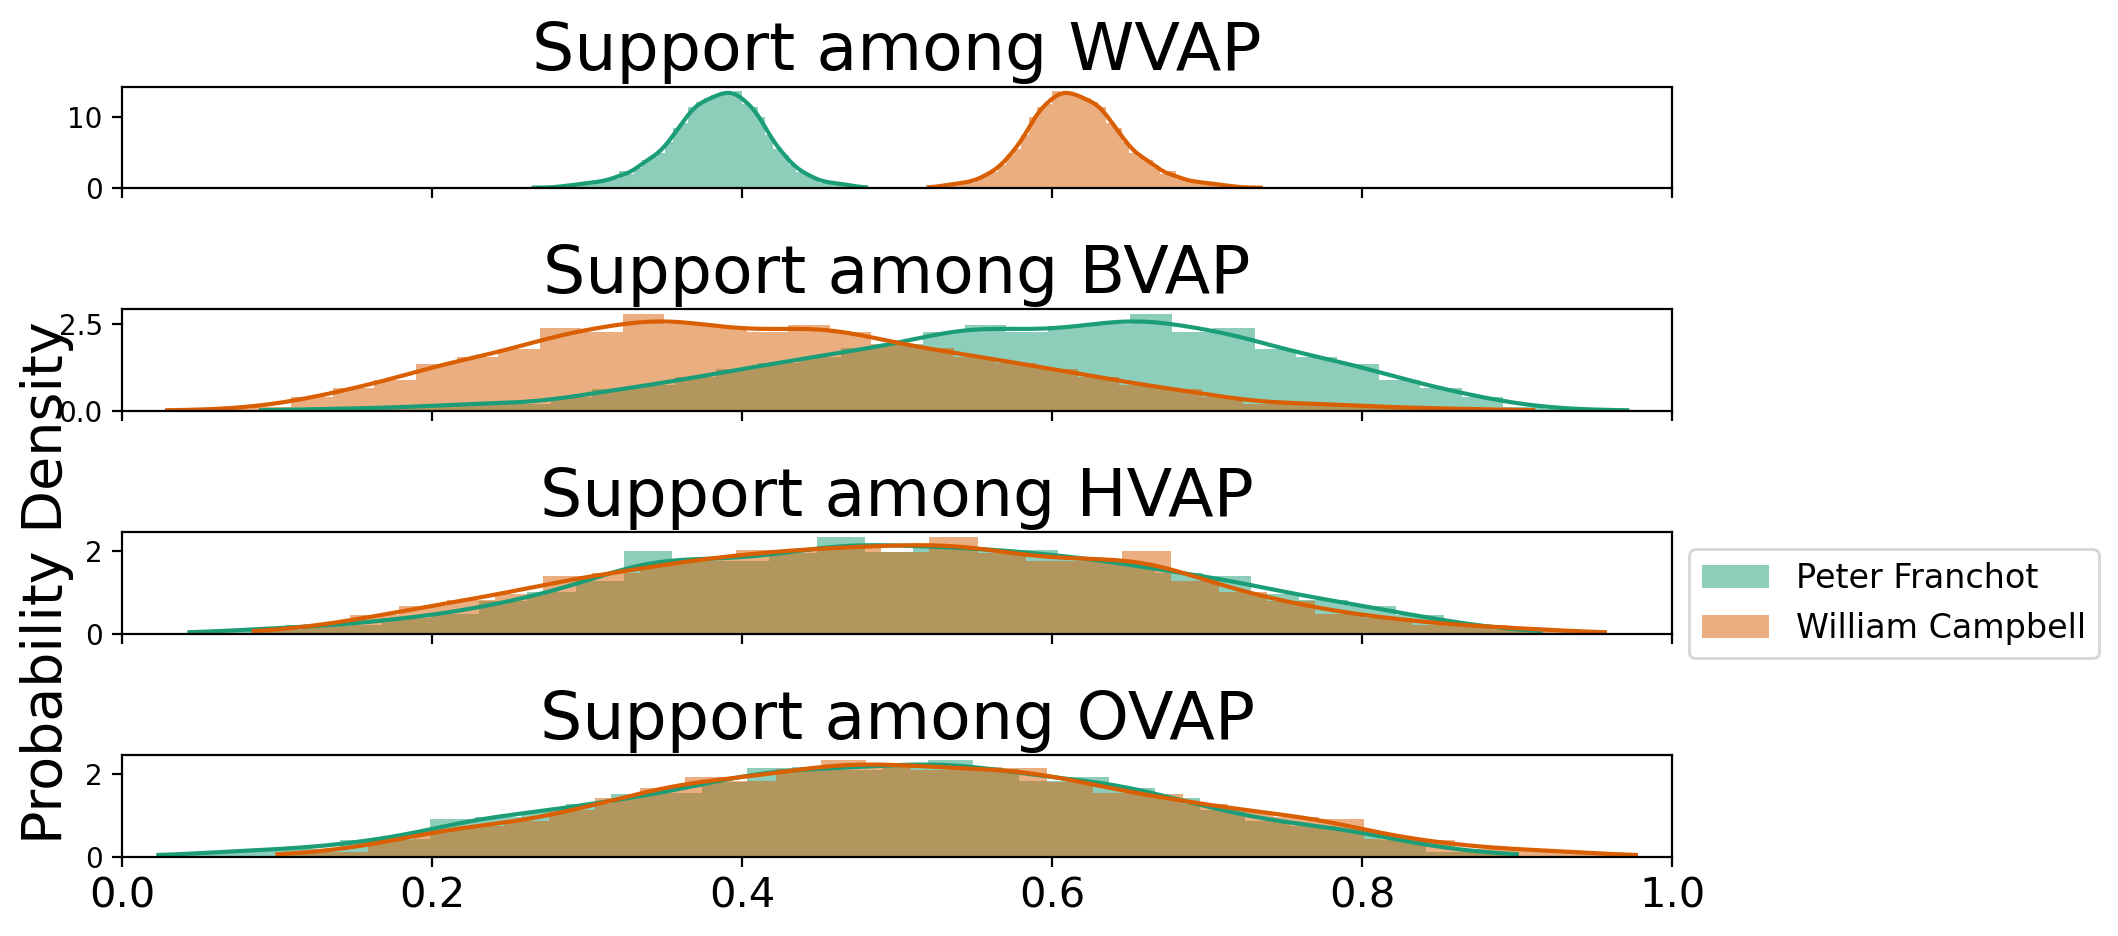 Support among WVAP
10
0
Support among BVAP
2.5
0.0
Support among HVAP
2
0
Support among OVAP
2
0
0.0 0.2 0.4 0.6 0.8 1.0
Probability Density
Peter Franchot
William Campbell